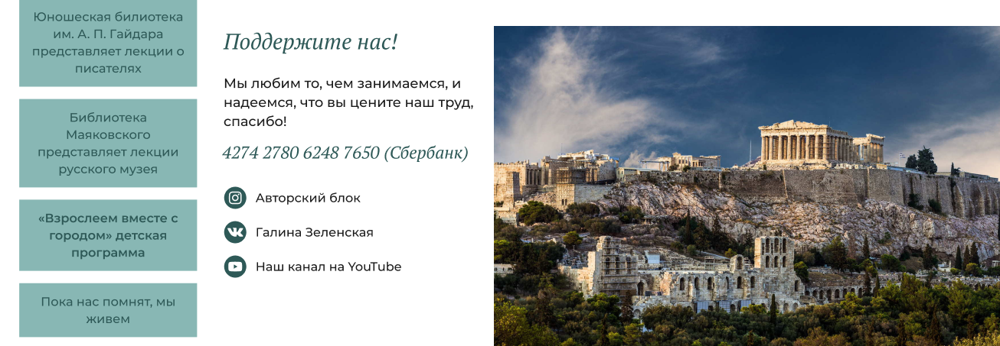 Юношеская билиотека
им. А. П. Гайдара
представляет лекции о
писателях
Библиотека
Маяковского
представляет лекции
русского музея
«Взрослеем вместе с
городом» детская
программа
Пока нас помнят, мы
живем
Поддержите нас!
Мы любим то, чем занимаемся, и
надеемся, что вы цените наш труд,
спасибо!
4274 2780 6248 7650 (Сбербанк)
Авторский блок
Галина Зеленская
Наш канал на YouTube